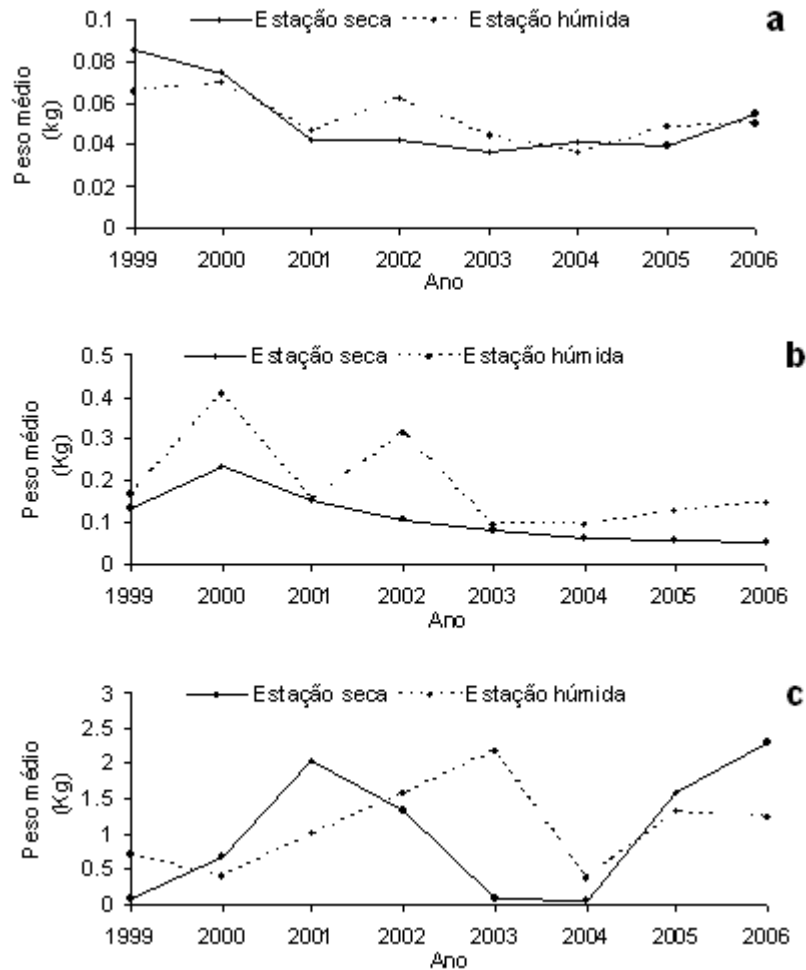 Estação seca Estação húmida a
Peso médio
(kg)
0.1
0.08
0.06
0.04
0.02
0
1999 2000 2001 2002 2003 2004 2005 2006
Ano
Estação seca Estação húmida b
Peso médio
(Kg)
0.5
0.4
0.3
0.2
0.1
0
1999 2000 2001 2002 2003 2004 2005 2006
Ano
Estação seca Estação húmida c
Peso médio
(Kg)
3
2.5
2
1.5
1
0.5
0
1999 2000 2001 2002 2003 2004 2005 2006
Ano